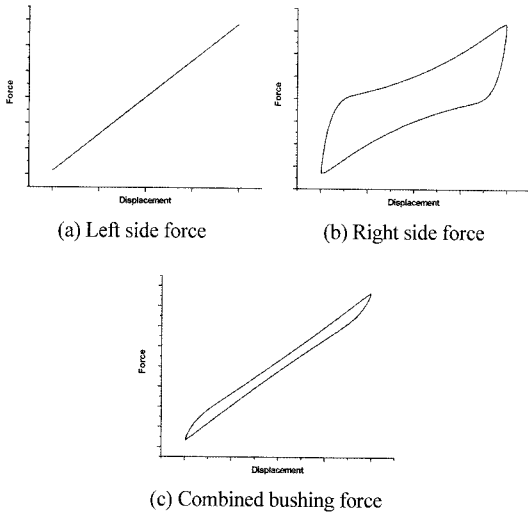 Force
Displacement
(a) Left side force
Force
Displacement
(b) Right side force
Force
Displacement
(c) Combined bushing force